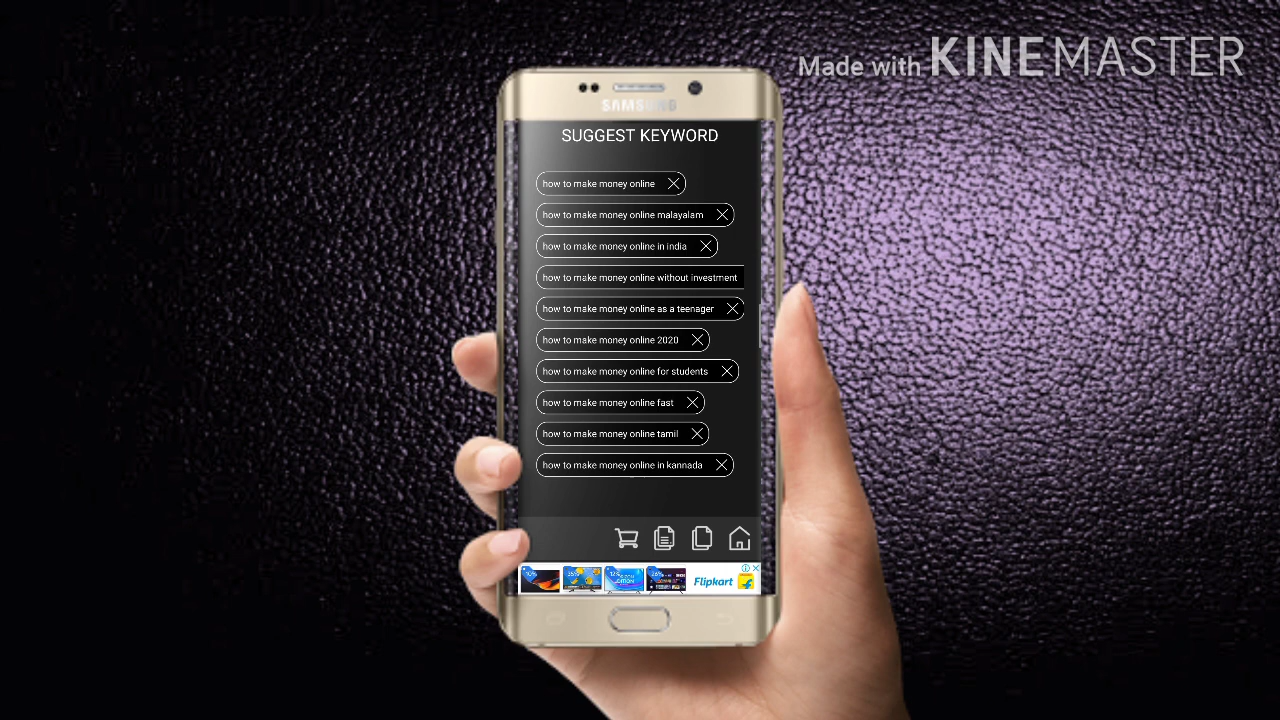 Made with KINEMASTER
SAMSUNG
SUGGEST KEYWORD
how to make money online
how to make money online malayalam
how to make money online in india
how to make money online without investment
how to make money online as a teenager
how to make money online 2020
how to make money online for students
how to make money online fast
how to make money online tamil
how to make money online in kannada
Flipkart